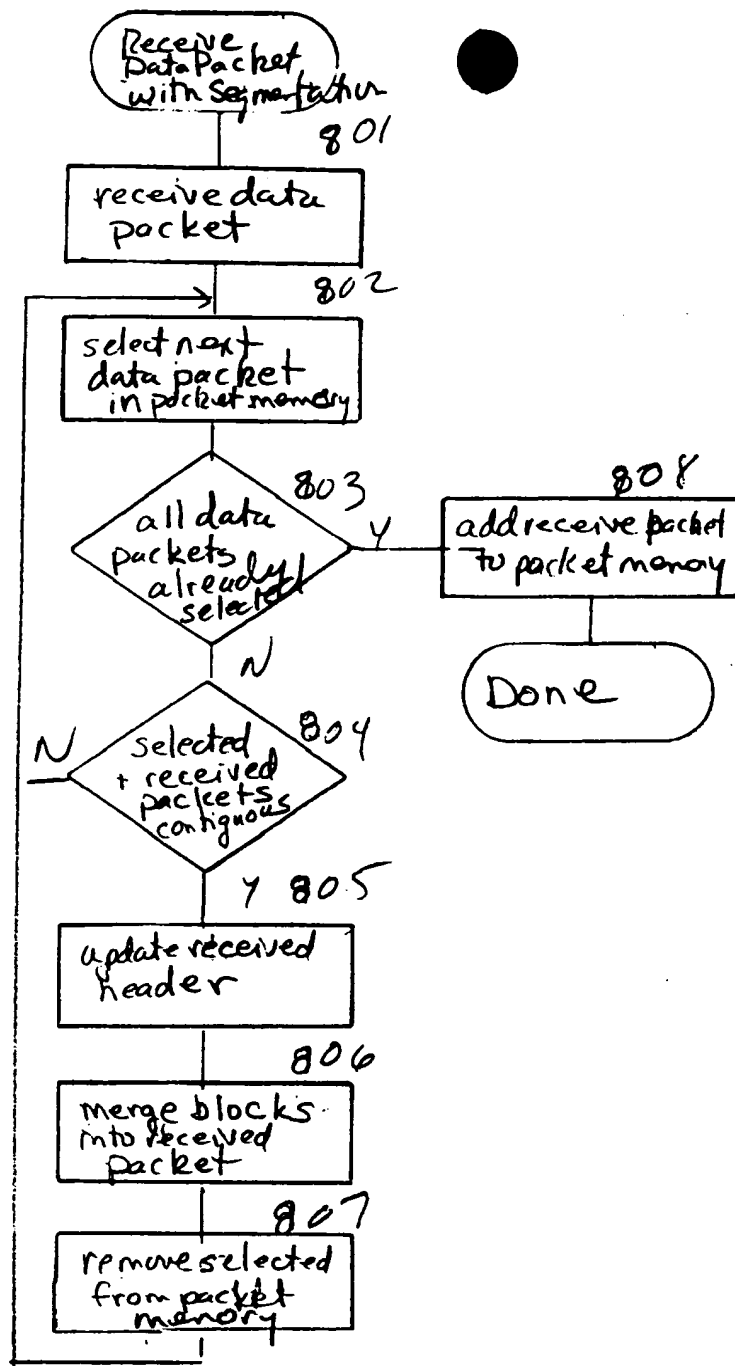 Receive
Data Packet
with Segmentation
801
receive data
packet
802
select next
data packet
in packet memory
803
all data
packets
already
selected
Y
N
808
add receive packet
to packet memory
Done
804
selected
+ received
packets
contiguous
N
Y
805
update received
header
806
merge blocks
into received
packet
807
remove selected
from packet
memory